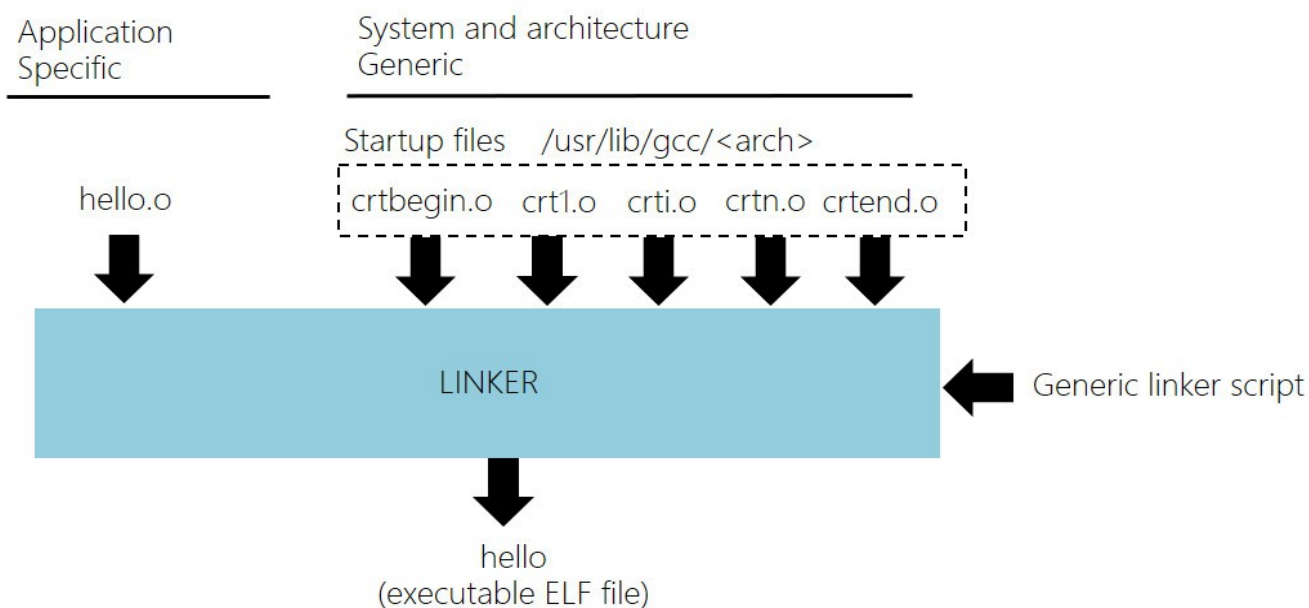 Application
Specific
System and architecture
Generic
Startup files /usr/lib/gcc/<arch>
hello.o
crtbegin.o crt1.o crti.o crtn.o crtend.o
LINKER
Generic linker script
hello
(executable ELF file)